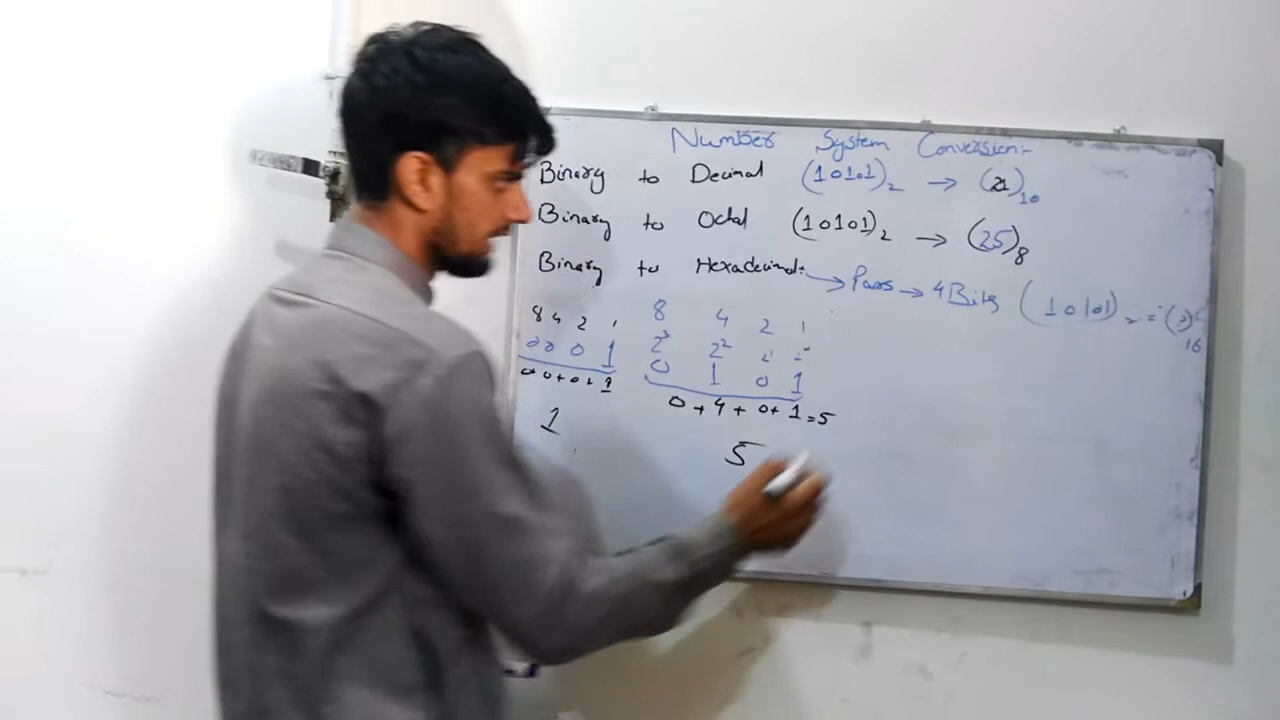 Number System Conversion:-
Binary to Decimal (10101)₂ → (21)₁₀
Binary to Octal (10101)₂ → (25)₈
Binary to Hexadecimal: → Pairs → 4 Bits (10101)₂ = (?)₁₆
8 4 2 1 8 4 2 1
2³ 2² 2¹ 2⁰
0 0 0 1 0 1 0 1
0+0+0+1 0+4+0+1=5
1 5